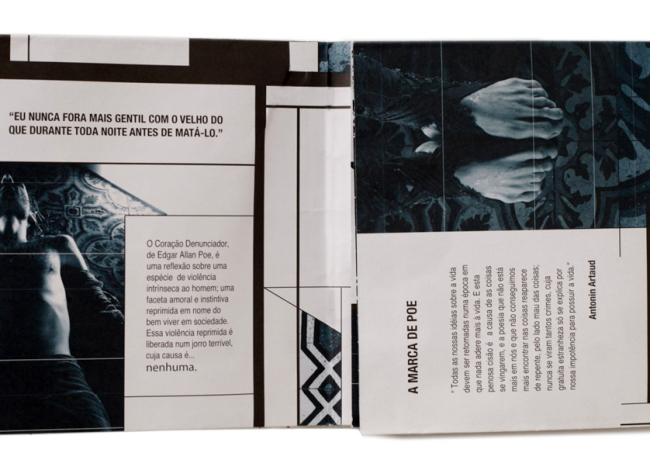 “EU NUNCA FORA MAIS GENTIL COM O VELHO DO
QUE DURANTE TODA NOITE ANTES DE MATÁ-LO.”
O Coração Denunciador,
de Edgar Allan Poe, é
uma reflexão sobre uma
espécie de violência
intrínseca ao homem; uma
faceta amoral e instintiva
reprimida em nome do
bem viver em sociedade.
Essa violência reprimida é
liberada num jorro terrível,
cuja causa é...
nenhuma.
A MARCA DE POE
“ Todas as nossas idéias sobre a vida
devem ser retomadas numa época em
que nada adere mais à vida. E esta
penosa cisão é a causa de as coisas
se vingarem, e a poesia que não está
mais em nós e que não conseguimos
mais encontrar nas coisas reaparece
de repente, pelo lado mau das coisas;
nunca se viram tantos crimes, cuja
gratuita estranheza só se explica por
nossa impotência para possuir a vida.”
Antonin Artaud